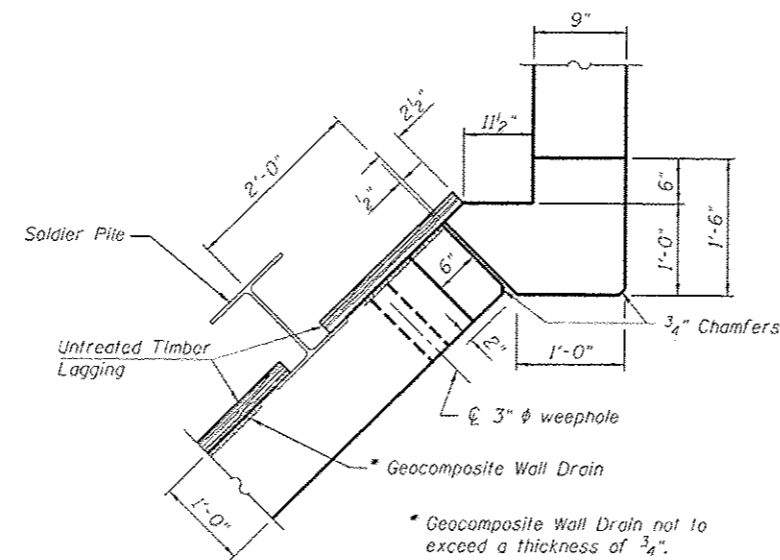 9"
11½"
2½"
2'-0"
½"
6"
1'-0"
1'-6"
Soldier Pile
6"
¾" Chamfers
2"
1'-0"
Untreated Timber
Lagging
℄ 3" ϕ weephole
* Geocomposite Wall Drain
1'-0"
* Geocomposite Wall Drain not to
exceed a thickness of ¾".